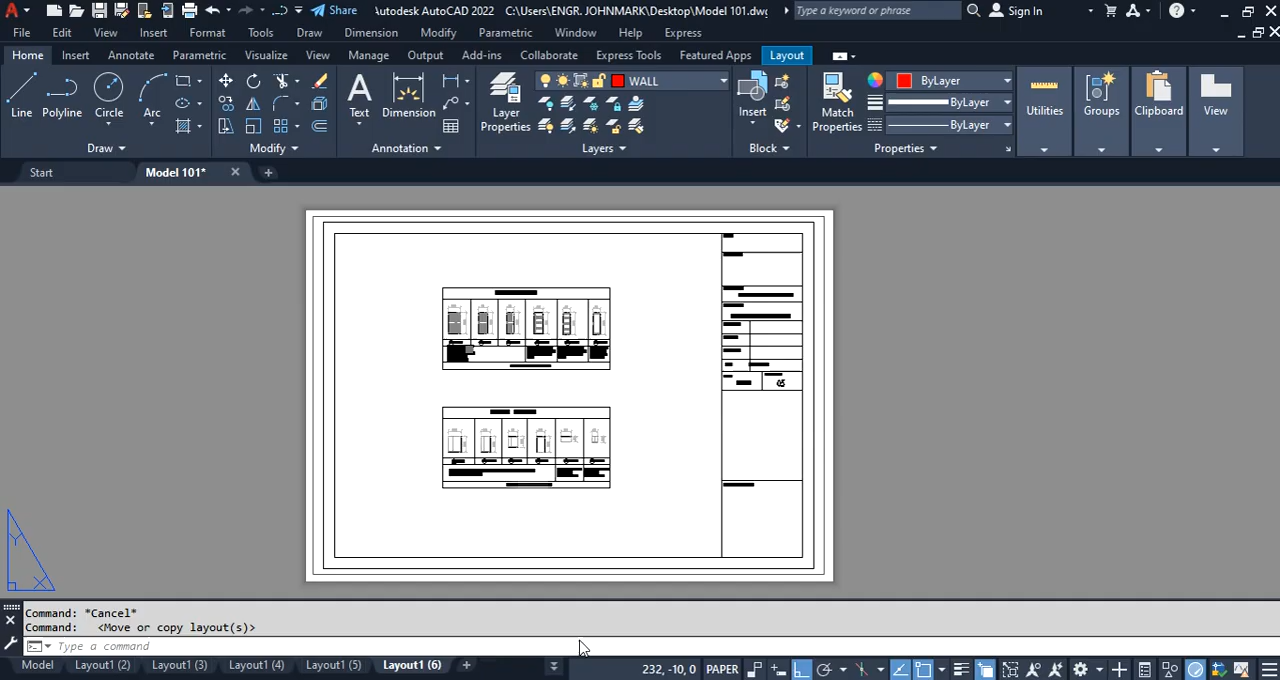 Share
Autodesk AutoCAD 2022 C:\Users\ENGR. JOHNMARK\Desktop\Model 101.dwg
Type a keyword or phrase
Sign In
File Edit View Insert Format Tools Draw Dimension Modify Parametric Window Help Express
Home Insert Annotate Parametric Visualize View Manage Output Add-ins Collaborate Express Tools Featured Apps Layout
WALL
ByLayer
Line Polyline Circle Arc Text Dimension Layer Properties Insert Match Properties Utilities Groups Clipboard View
ByLayer
ByLayer
Draw Modify Annotation Layers Block Properties
Start Model 101*
Y
X
Command: *Cancel*
Command: <Move or copy layout(s)>
Type a command
Model Layout1 (2) Layout1 (3) Layout1 (4) Layout1 (5) Layout1 (6) 232, -10, 0 PAPER